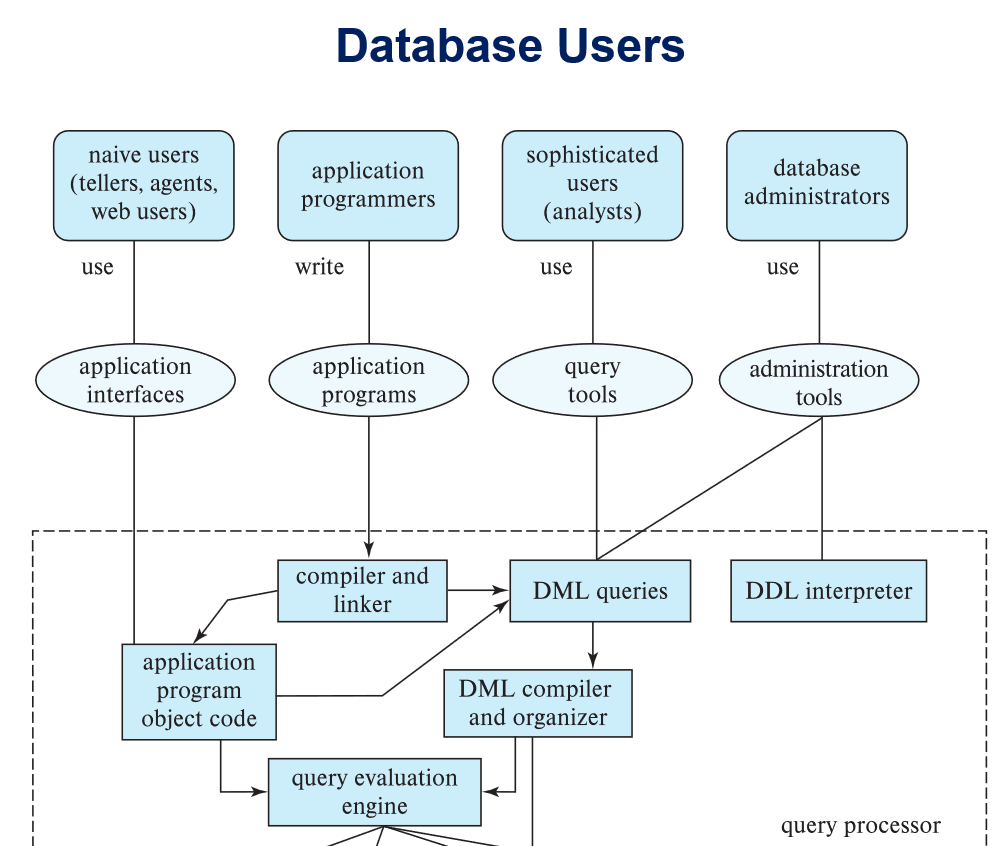 Database Users
naive users
(tellers, agents,
web users)
application
programmers
sophisticated
users
(analysts)
database
administrators
use
write
use
use
application
interfaces
application
programs
query
tools
administration
tools
compiler and
linker
DML queries
DDL interpreter
application
program
object code
DML compiler
and organizer
query evaluation
engine
query processor